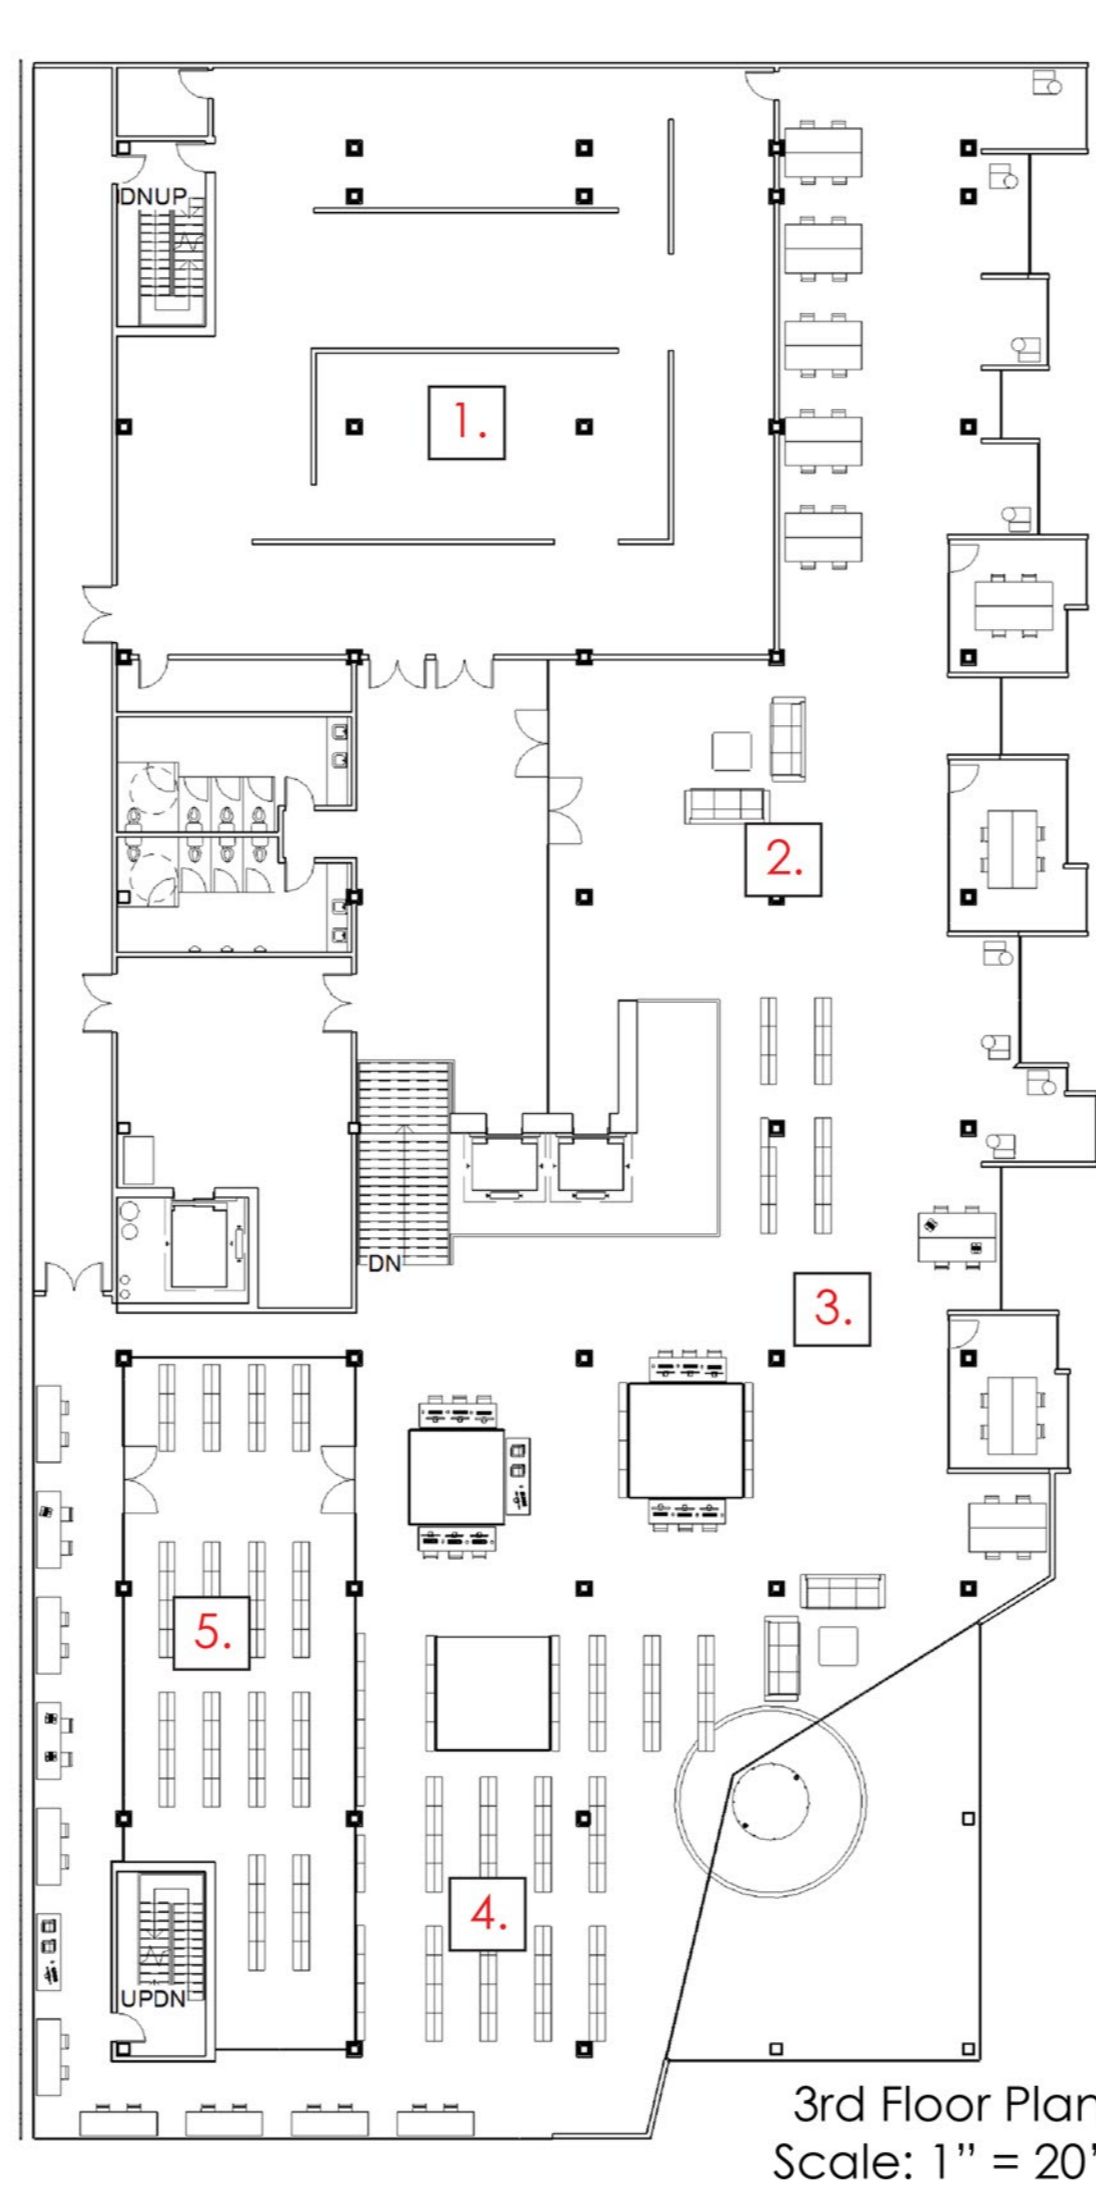 DNUP
1.
2.
DN
3.
5.
4.
UPDN
3rd Floor Plan
Scale: 1” = 20’